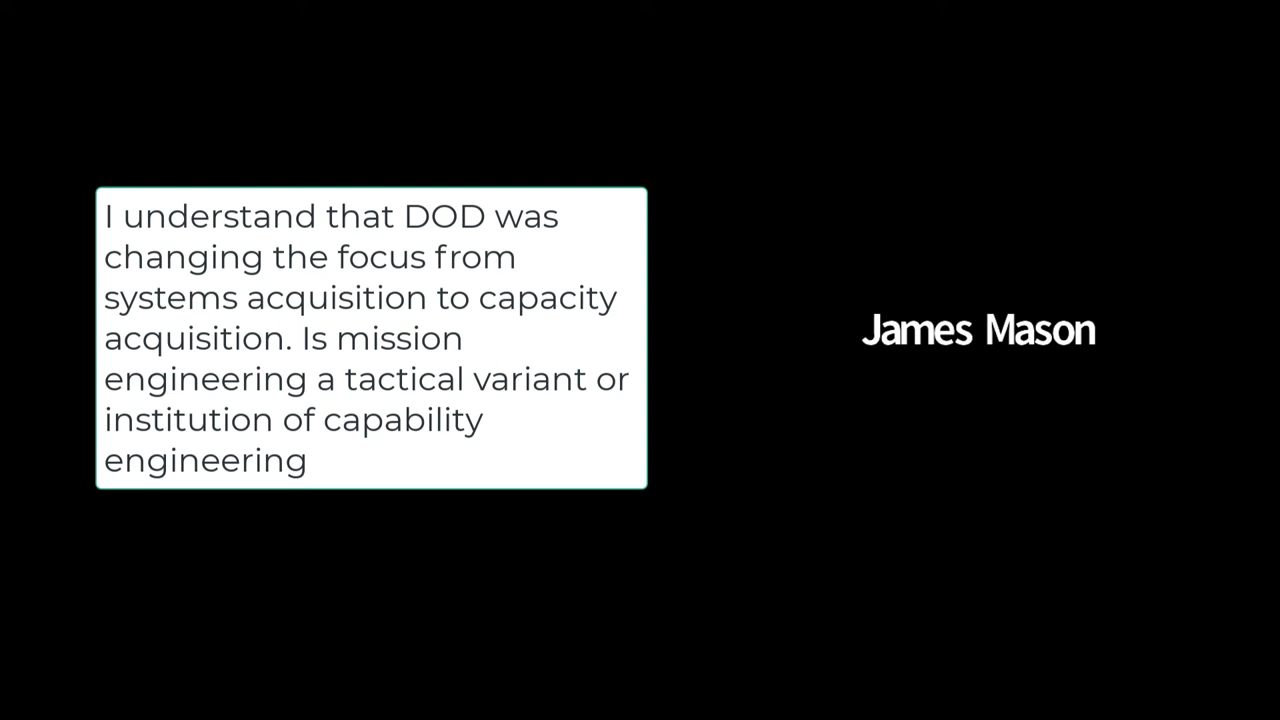 I understand that DOD was
changing the focus from
systems acquisition to capacity
acquisition. Is mission
engineering a tactical variant or
institution of capability
engineering
James Mason